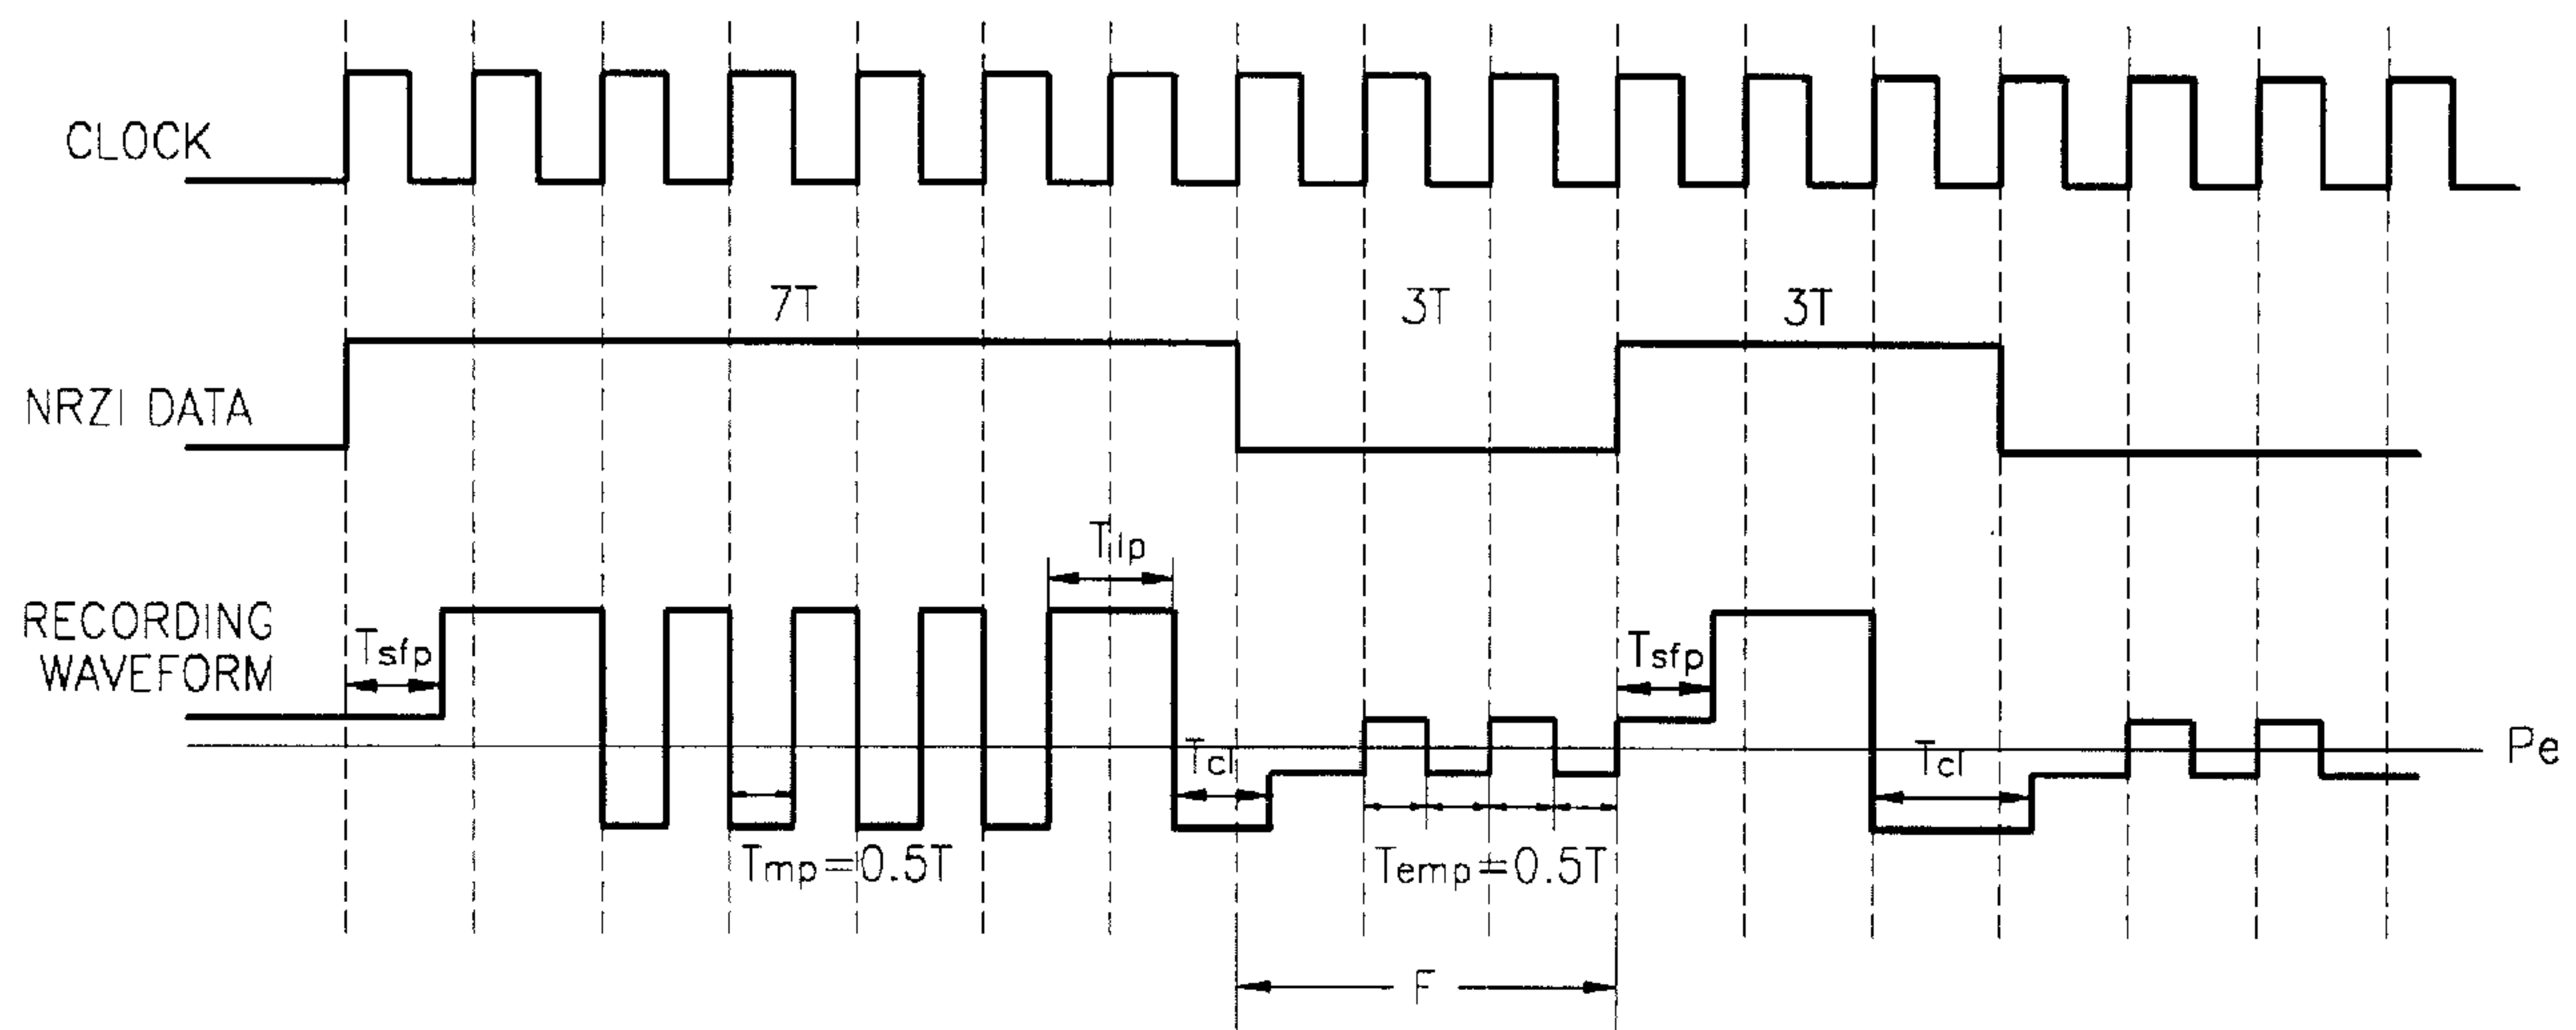 CLOCK
7T
3T
3T
NRZI DATA
Tlp
RECORDING
WAVEFORM
Tsfp
Tsfp
Tcl
Tcl
Pe
Tmp=0.5T
Temp=0.5T
F